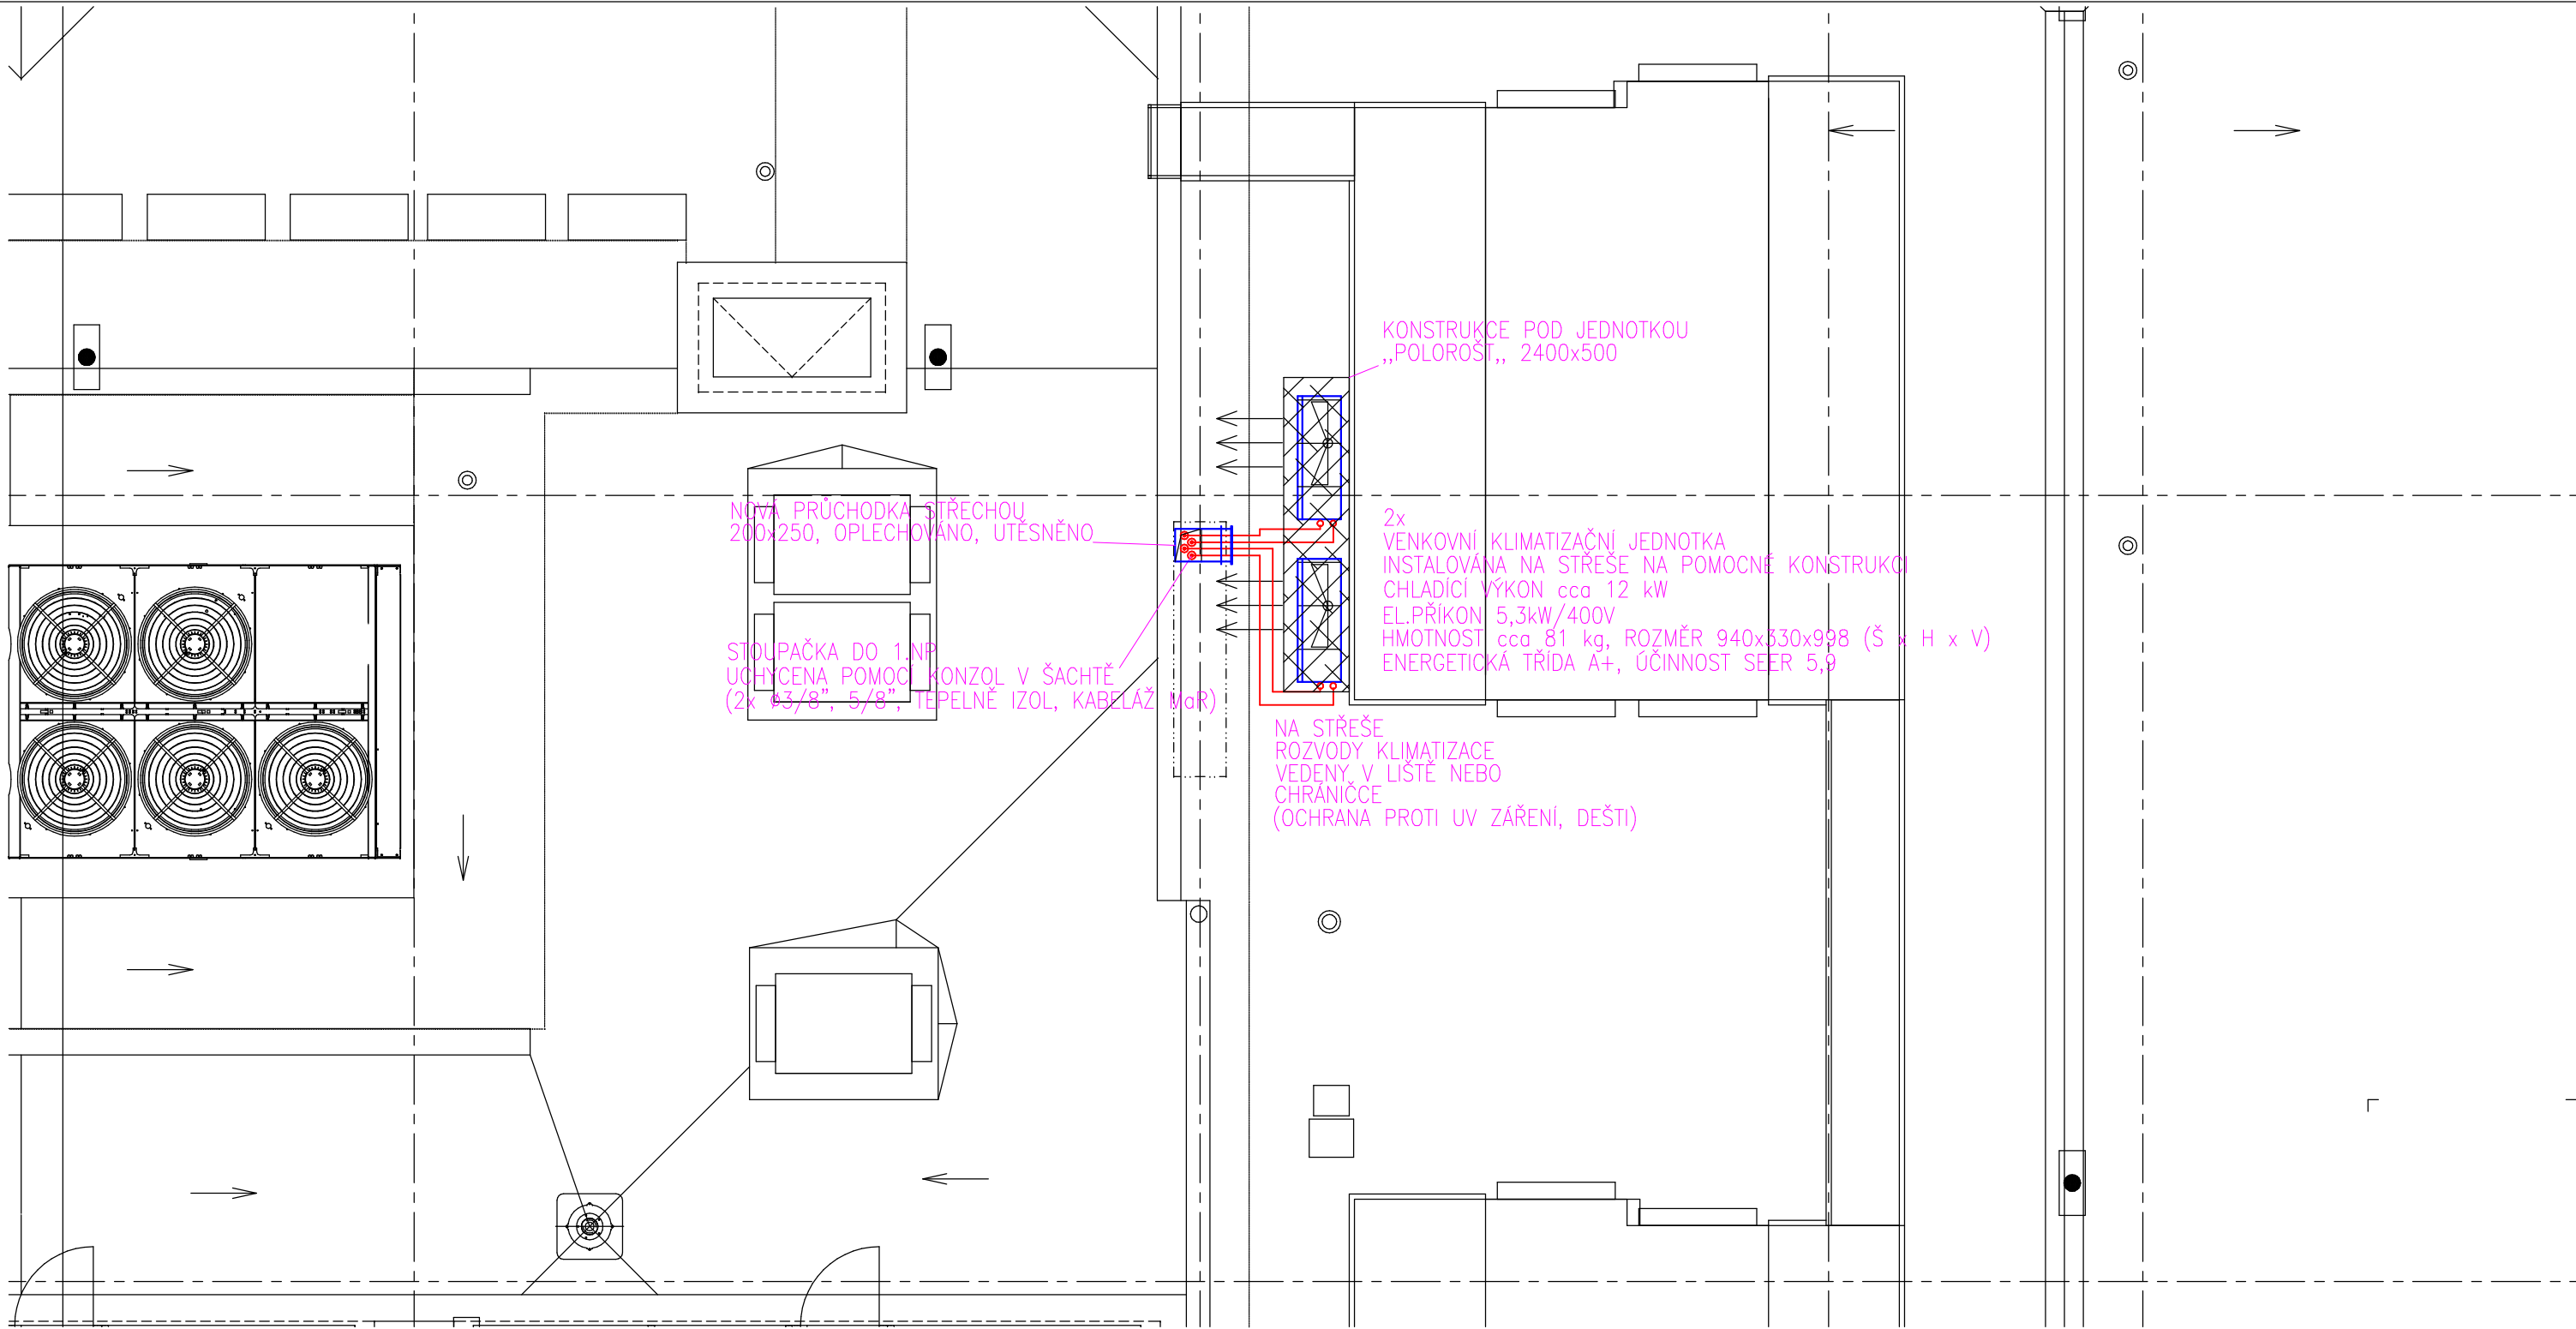 KONSTRUKCE POD JEDNOTKOU
,,POLOROŠT,, 2400x500
NOVÁ PRŮCHODKA STŘECHOU
200x250, OPLECHOVÁNO, UTĚSNĚNO
2x
VENKOVNÍ KLIMATIZAČNÍ JEDNOTKA
INSTALOVÁNA NA STŘEŠE NA POMOCNÉ KONSTRUKCI
CHLADÍCÍ VÝKON cca 12 kW
EL.PŘÍKON 5,3kW/400V
HMOTNOST cca 81 kg, ROZMĚR 940x330x998 (Š x H x V)
ENERGETICKÁ TŘÍDA A+, ÚČINNOST SEER 5,9
STOUPAČKA DO 1.NP
UCHYCENA POMOCÍ KONZOL V ŠACHTĚ
(2x ø3/8", 5/8", TEPELNĚ IZOL, KABELÁŽ MaR)
NA STŘEŠE
ROZVODY KLIMATIZACE
VEDENY V LIŠTĚ NEBO
CHRÁNIČCE
(OCHRANA PROTI UV ZÁŘENÍ, DEŠTI)